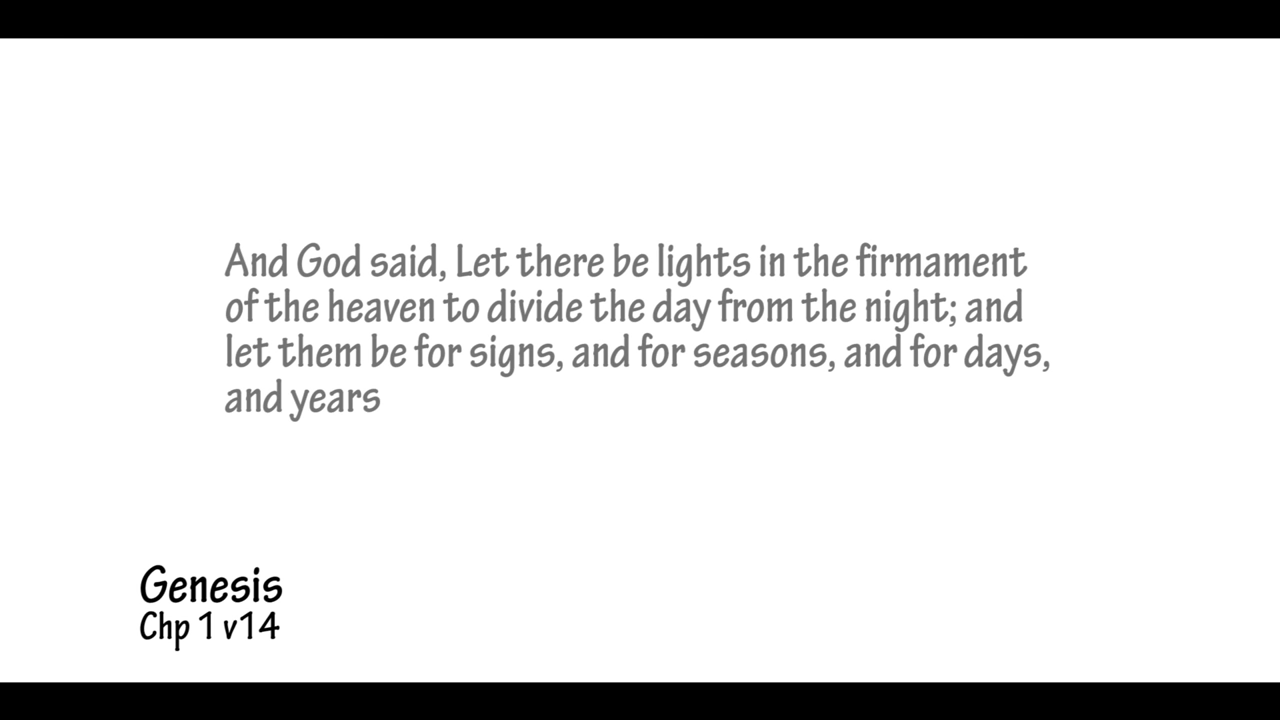 And God said, Let there be lights in the firmament
of the heaven to divide the day from the night; and
let them be for signs, and for seasons, and for days,
and years
Genesis
Chp 1 v14